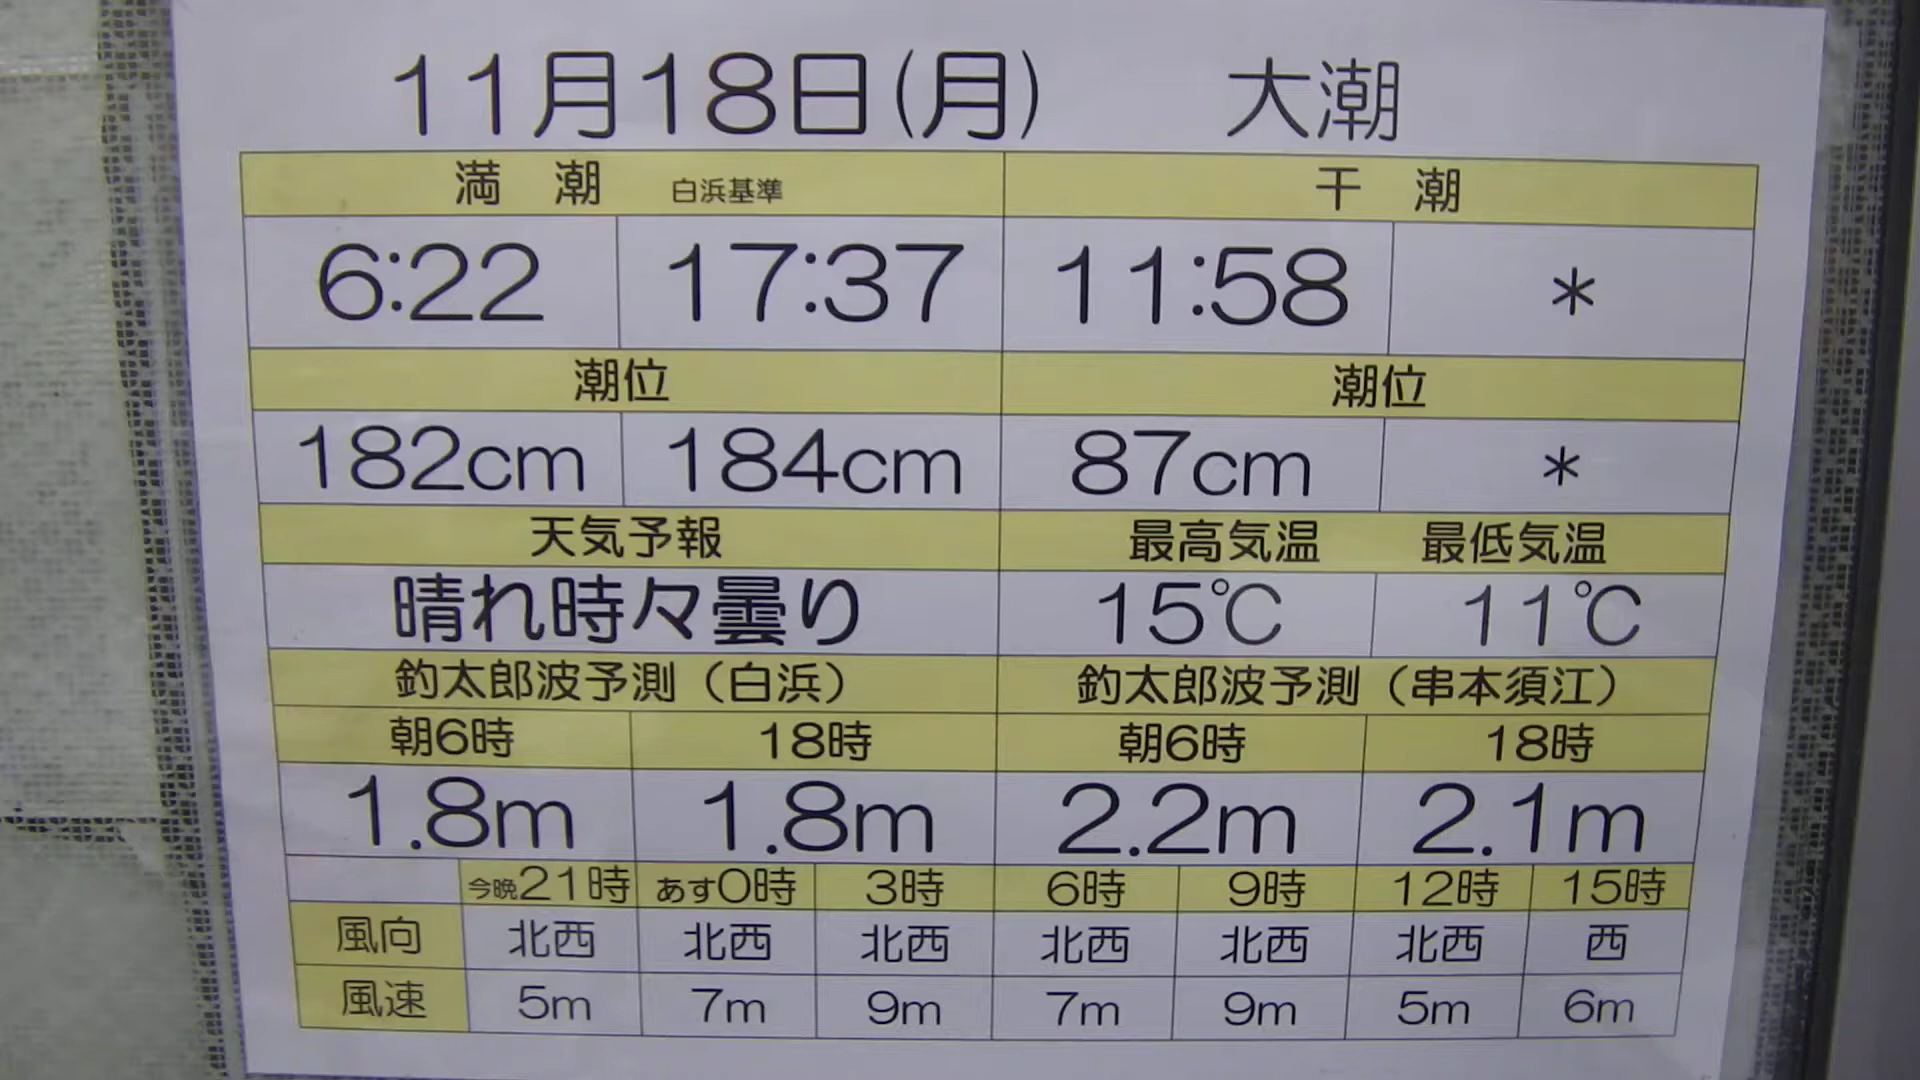 11月18日(月) 大潮
満 潮 白浜基準 干 潮
6:22 17:37 11:58 *
潮位 潮位
182cm 184cm 87cm *
天気予報 最高気温 最低気温
晴れ時々曇り 15℃ 11℃
釣太郎波予測（白浜） 釣太郎波予測（串本須江）
朝6時 18時 朝6時 18時
1.8m 1.8m 2.2m 2.1m
今晩21時 あす0時 3時 6時 9時 12時 15時
風向 北西 北西 北西 北西 北西 北西 西
風速 5m 7m 9m 7m 9m 5m 6m